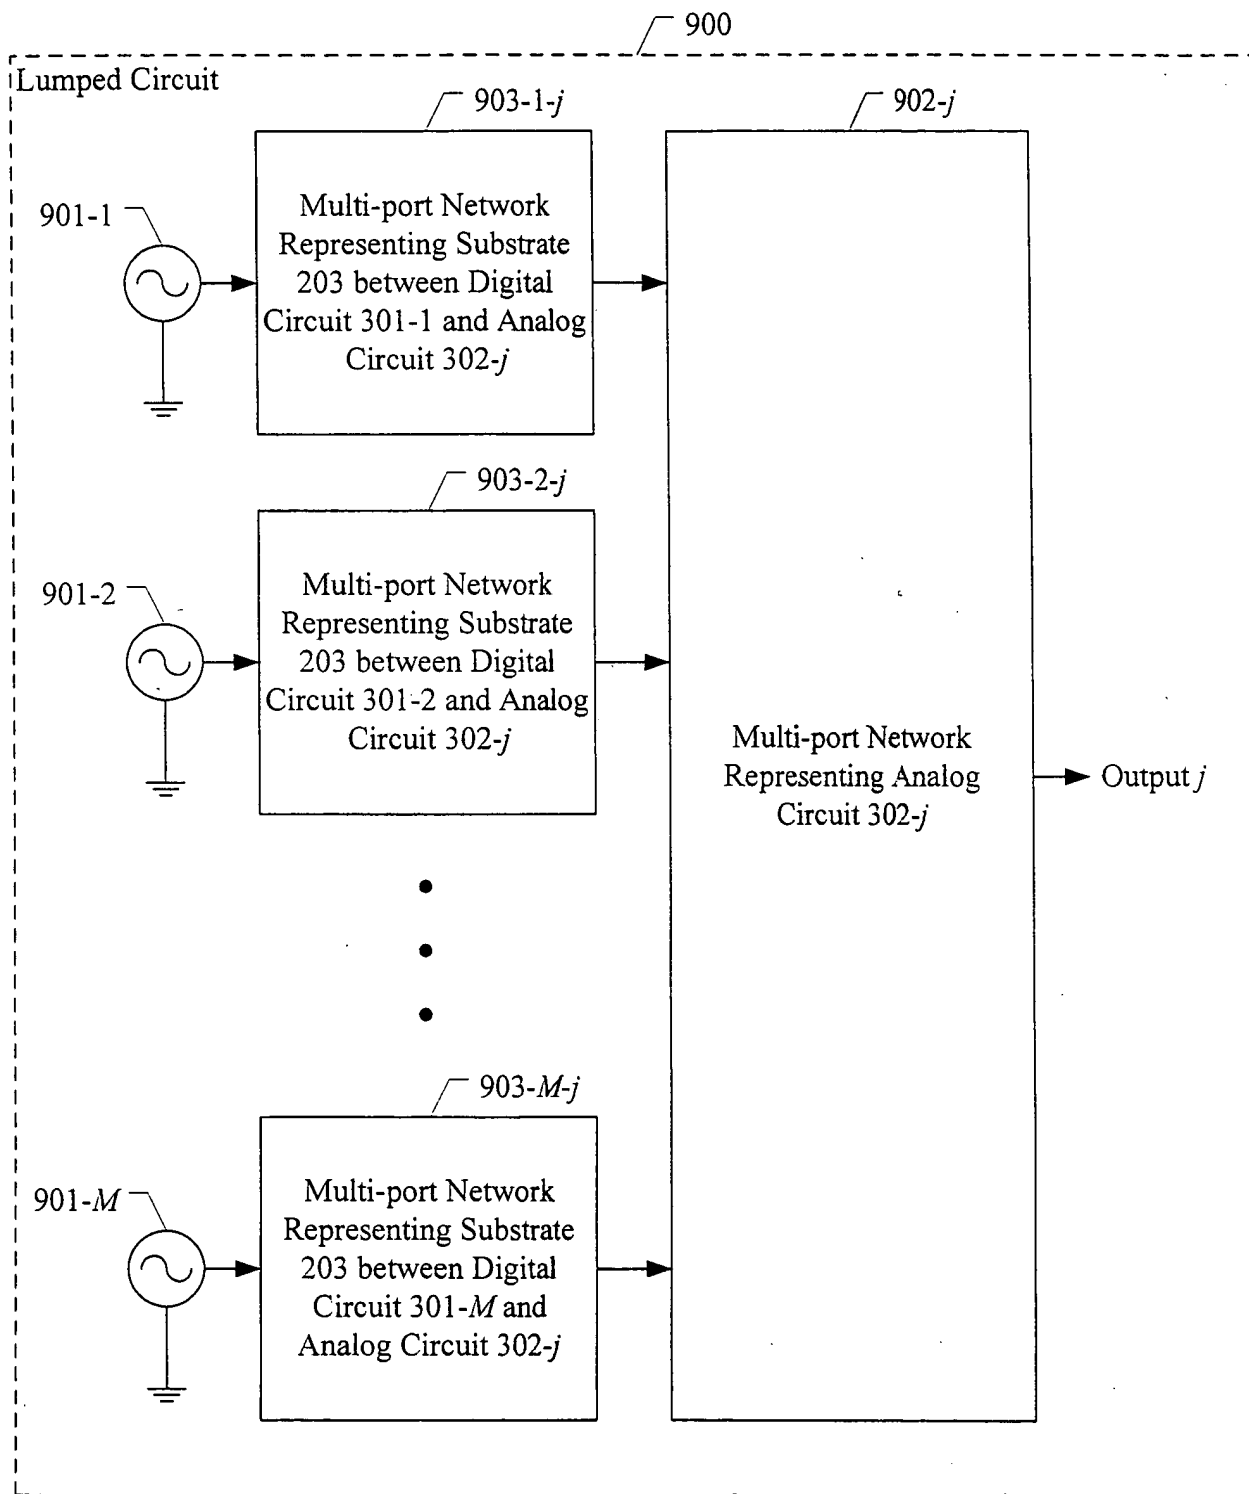 900
Lumped Circuit
903-1-j
902-j
901-1
Multi-port Network
Representing Substrate
203 between Digital
Circuit 301-1 and Analog
Circuit 302-j
903-2-j
901-2
Multi-port Network
Representing Substrate
203 between Digital
Circuit 301-2 and Analog
Circuit 302-j
Multi-port Network
Representing Analog
Circuit 302-j
Output j
903-M-j
901-M
Multi-port Network
Representing Substrate
203 between Digital
Circuit 301-M and
Analog Circuit 302-j